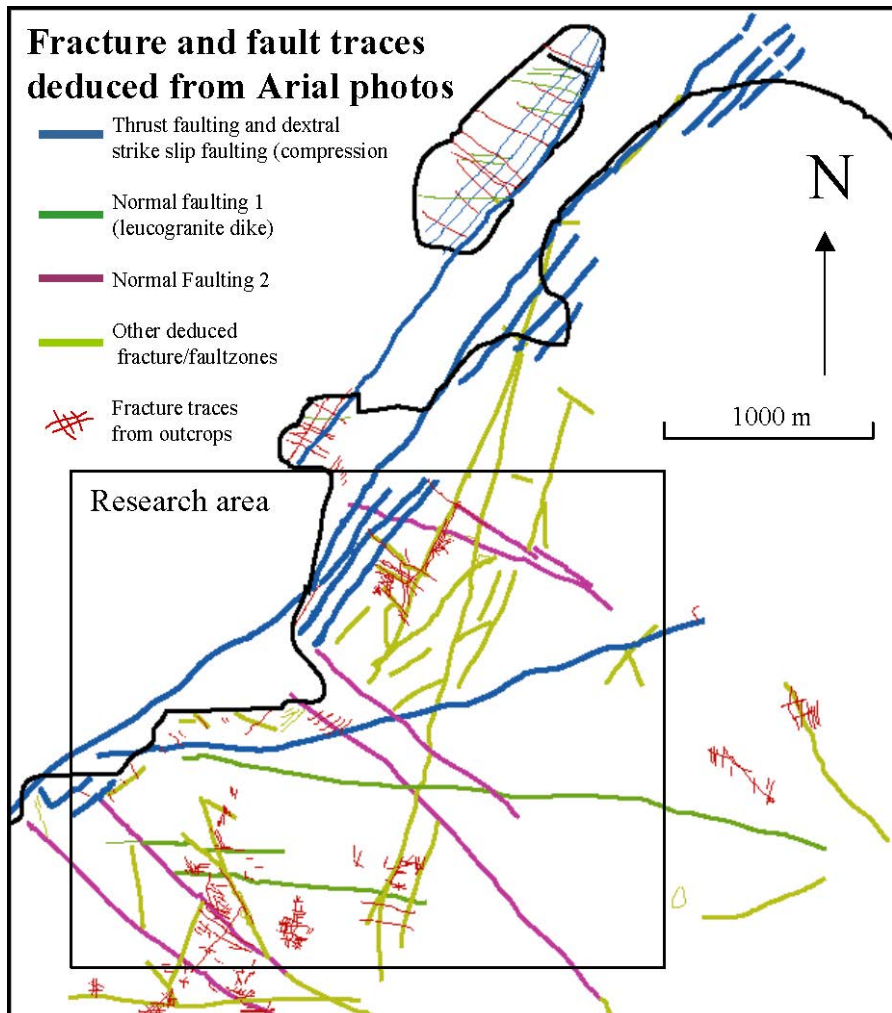 Fracture and fault traces
deduced from Arial photos
Thrust faulting and dextral
strike slip faulting (compression
Normal faulting 1
(leucogranite dike)
Normal Faulting 2
Other deduced
fracture/faultzones
Fracture traces
from outcrops
N
1000 m
Research area